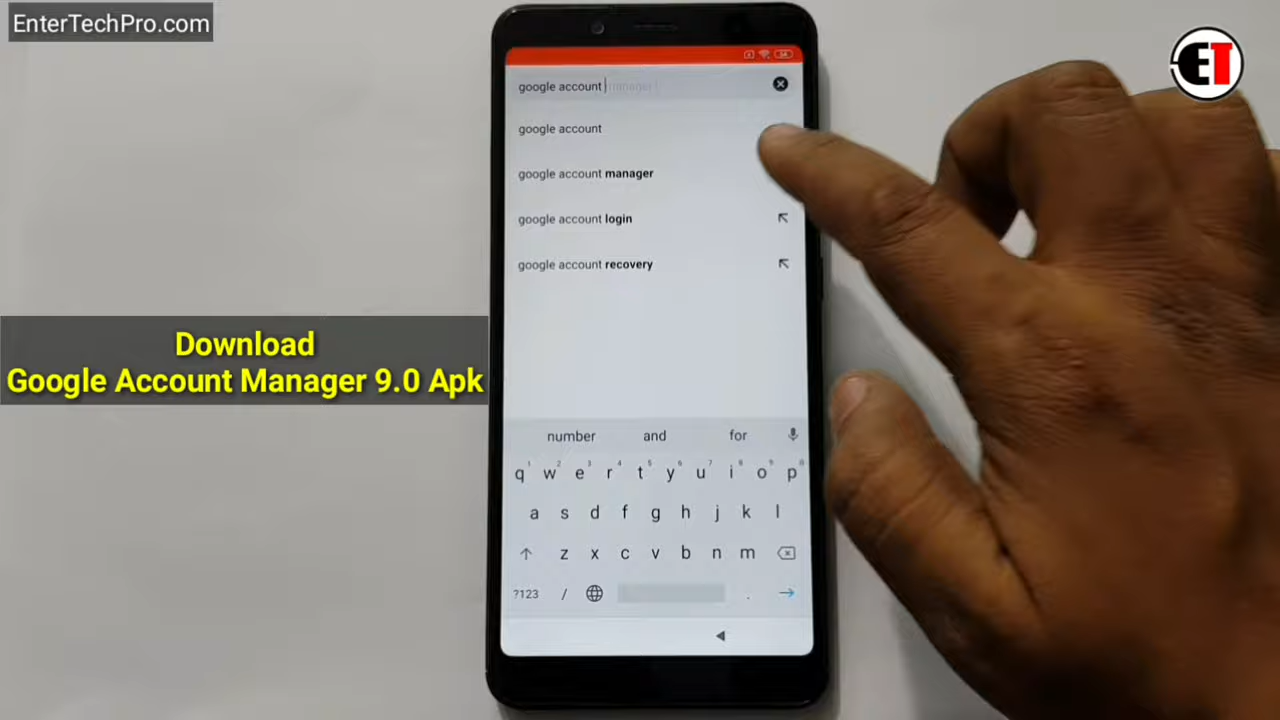 EnterTechPro.com
ET
google account manager
google account
google account manager
google account login
google account recovery
Download
Google Account Manager 9.0 Apk
number and for
q w e r t y u i o p
a s d f g h j k l
z x c v b n m
?123 / .